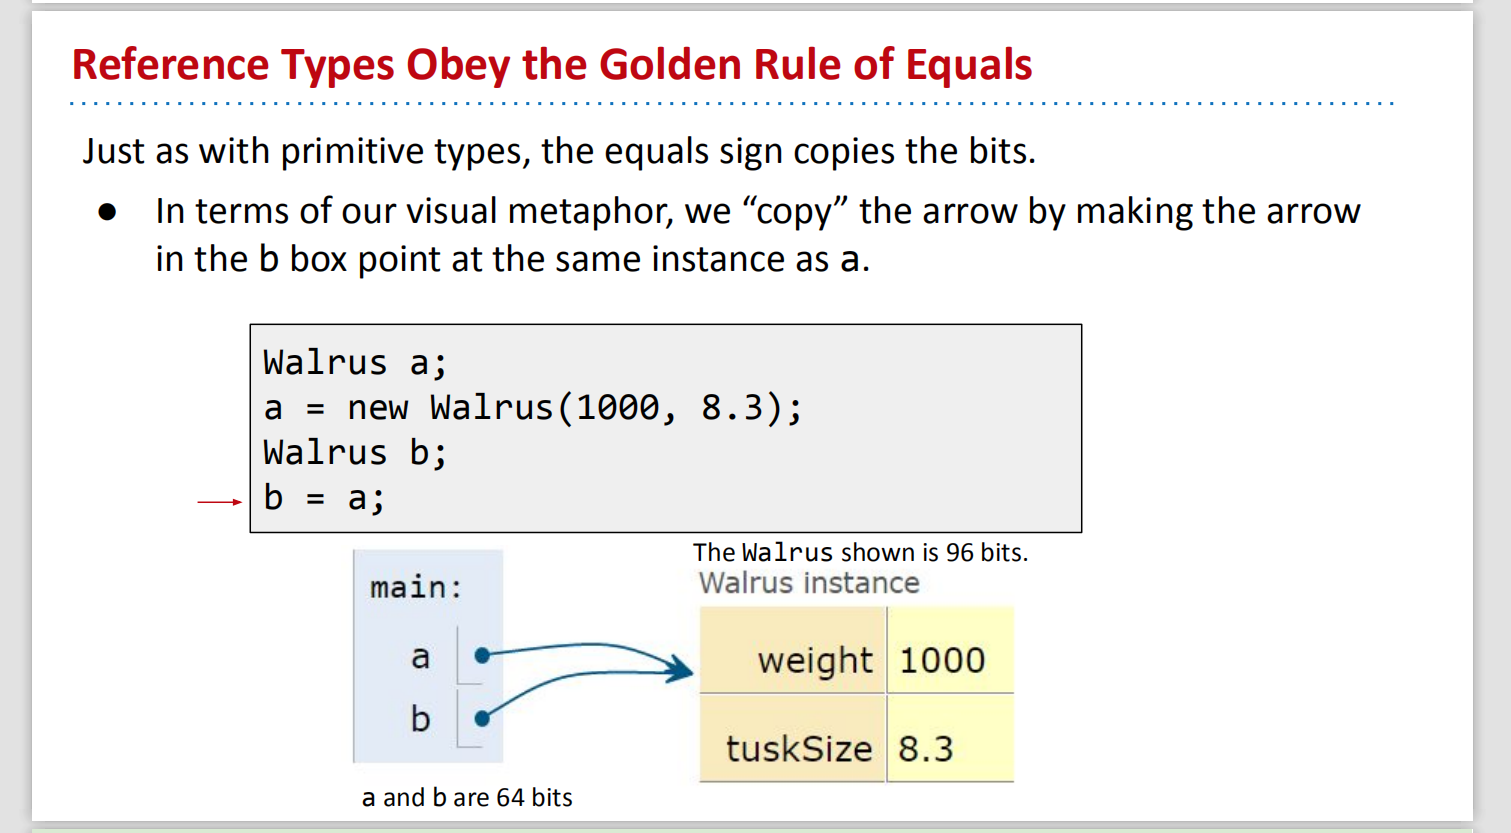 Reference Types Obey the Golden Rule of Equals
Just as with primitive types, the equals sign copies the bits.
● In terms of our visual metaphor, we “copy” the arrow by making the arrow
in the b box point at the same instance as a.
Walrus a;
a = new Walrus(1000, 8.3);
Walrus b;
b = a;
The Walrus shown is 96 bits.
Walrus instance
main:
a
b
weight 1000
tuskSize 8.3
a and b are 64 bits